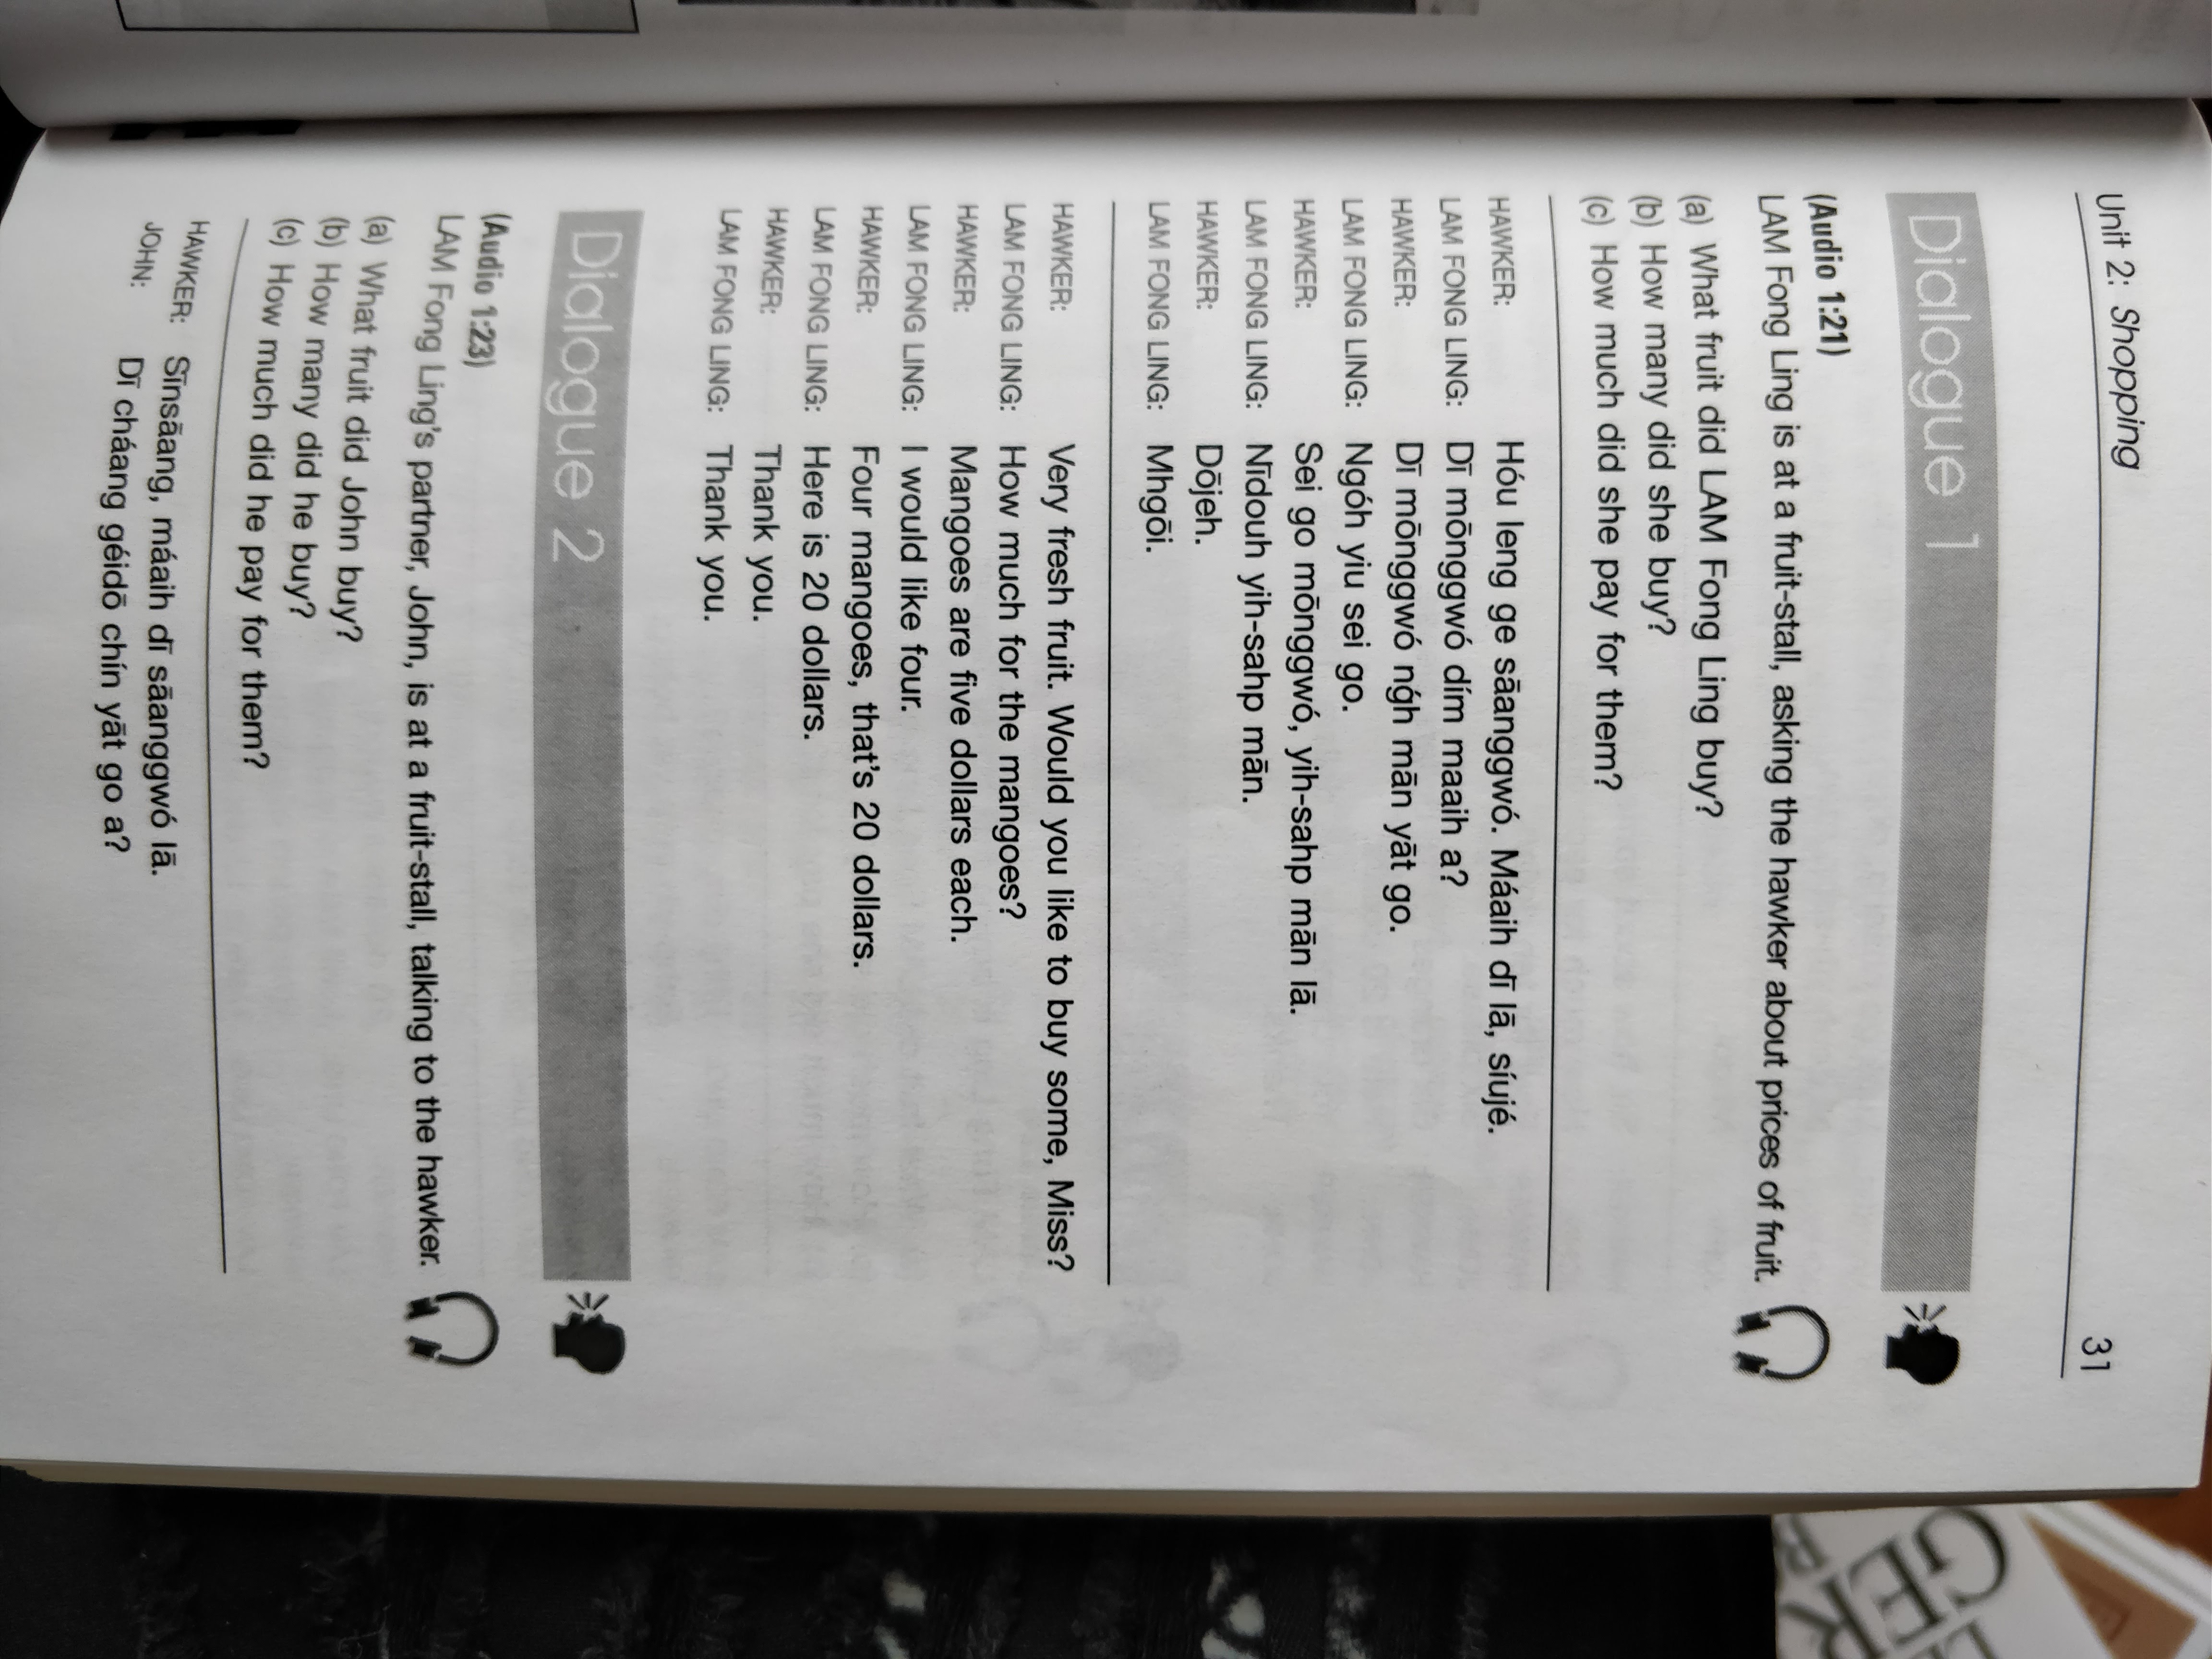 Unit 2: Shopping 31
Dialogue 1
(Audio 1:21)
LAM Fong Ling is at a fruit-stall, asking the hawker about prices of fruit.
(a) What fruit did LAM Fong Ling buy?
(b) How many did she buy?
(c) How much did she pay for them?
HAWKER: Hóu leng ge sāanggwó. Máaih dī lā, síujé.
LAM FONG LING: Dī mōnggwó dím maaih a?
HAWKER: Dī mōnggwó nǵh mān yāt go.
LAM FONG LING: Ngóh yiu sei go.
HAWKER: Sei go mōnggwó, yih-sahp mān lā.
LAM FONG LING: Nīdouh yih-sahp mān.
HAWKER: Dōjeh.
LAM FONG LING: Mhgōi.
HAWKER: Very fresh fruit. Would you like to buy some, Miss?
LAM FONG LING: How much for the mangoes?
HAWKER: Mangoes are five dollars each.
LAM FONG LING: I would like four.
HAWKER: Four mangoes, that's 20 dollars.
LAM FONG LING: Here is 20 dollars.
HAWKER: Thank you.
LAM FONG LING: Thank you.
Dialogue 2
(Audio 1:23)
LAM Fong Ling's partner, John, is at a fruit-stall, talking to the hawker.
(a) What fruit did John buy?
(b) How many did he buy?
(c) How much did he pay for them?
HAWKER: Sīnsāang, máaih dī sāanggwó lā.
JOHN: Dī cháang géidō chín yāt go a?